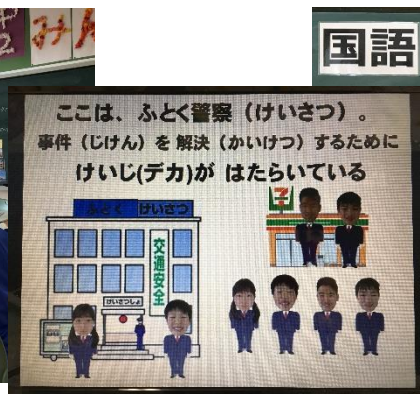 み
国語
ここは、ふとく警察(けいさつ)。
事件(じけん)を 解決(かいけつ)するために
けいじ(デカ)が はたらいている
ふとく けいさつ
7
交通安全
けいさつしょ